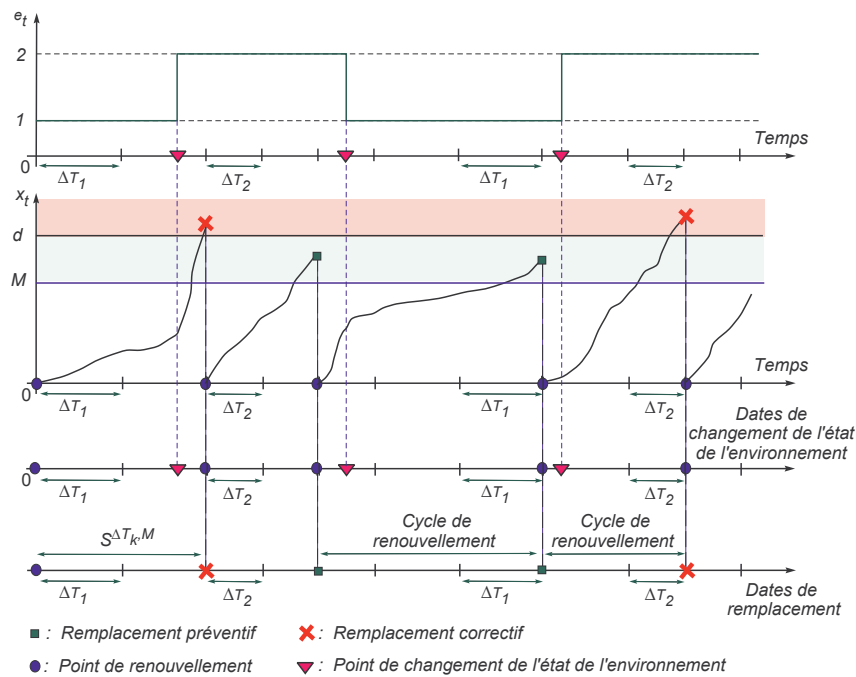 e_t
2
1
Temps
0
ΔT_1
ΔT_2
ΔT_1
ΔT_2
x_t
d
M
Temps
0
ΔT_1
ΔT_2
ΔT_1
ΔT_2
Dates de
changement de l'état
de l'environnement
0
ΔT_1
ΔT_2
ΔT_1
ΔT_2
S^ΔT_k,M
Cycle de
renouvellement
Cycle de
renouvellement
ΔT_1
ΔT_2
ΔT_1
ΔT_2
Dates de
remplacement
: Remplacement préventif
: Remplacement correctif
: Point de renouvellement
: Point de changement de l'état de l'environnement